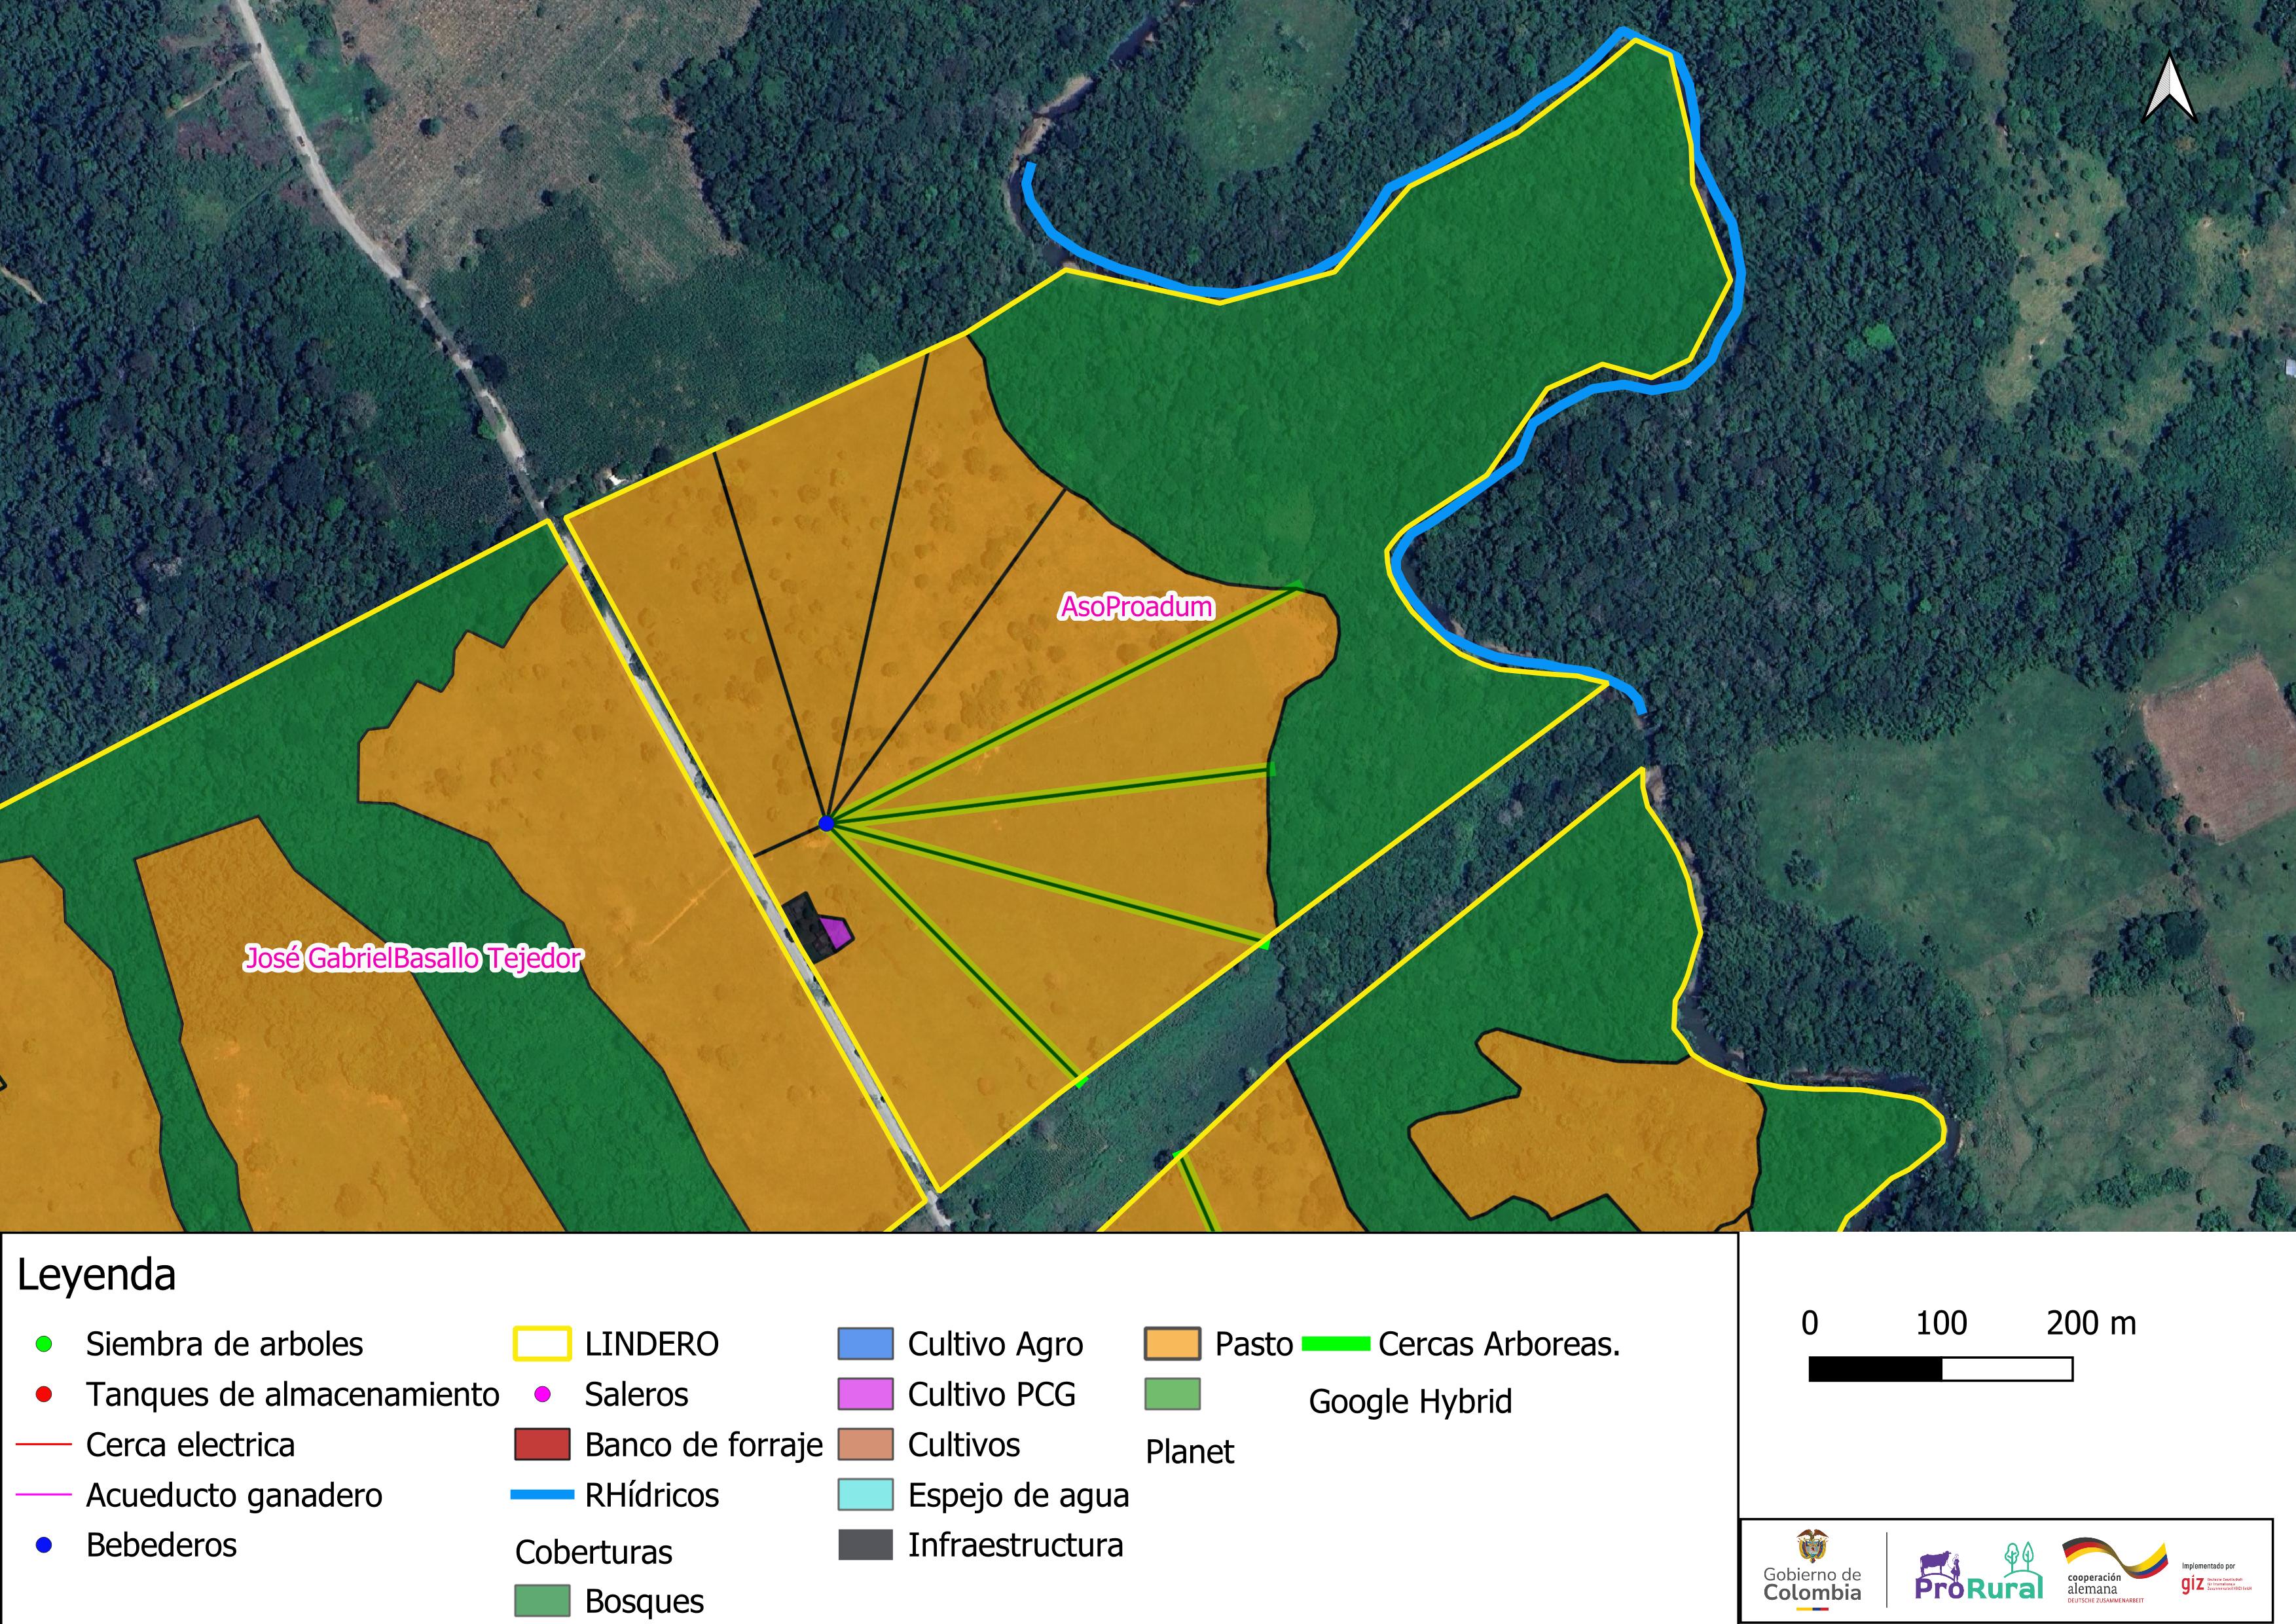 AsoProadum
José GabrielBasallo Tejedor
Leyenda
Siembra de arboles
Tanques de almacenamiento
Cerca electrica
Acueducto ganadero
Bebederos
LINDERO
Saleros
Banco de forraje
RHídricos
Coberturas
Bosques
Cultivo Agro
Cultivo PCG
Cultivos
Espejo de agua
Infraestructura
Pasto
Planet
Cercas Arboreas.
Google Hybrid
0 100 200 m
Gobierno de
Colombia
ProRural
cooperación
alemana
DEUTSCHE ZUSAMMENARBEIT
Implementado por
giz